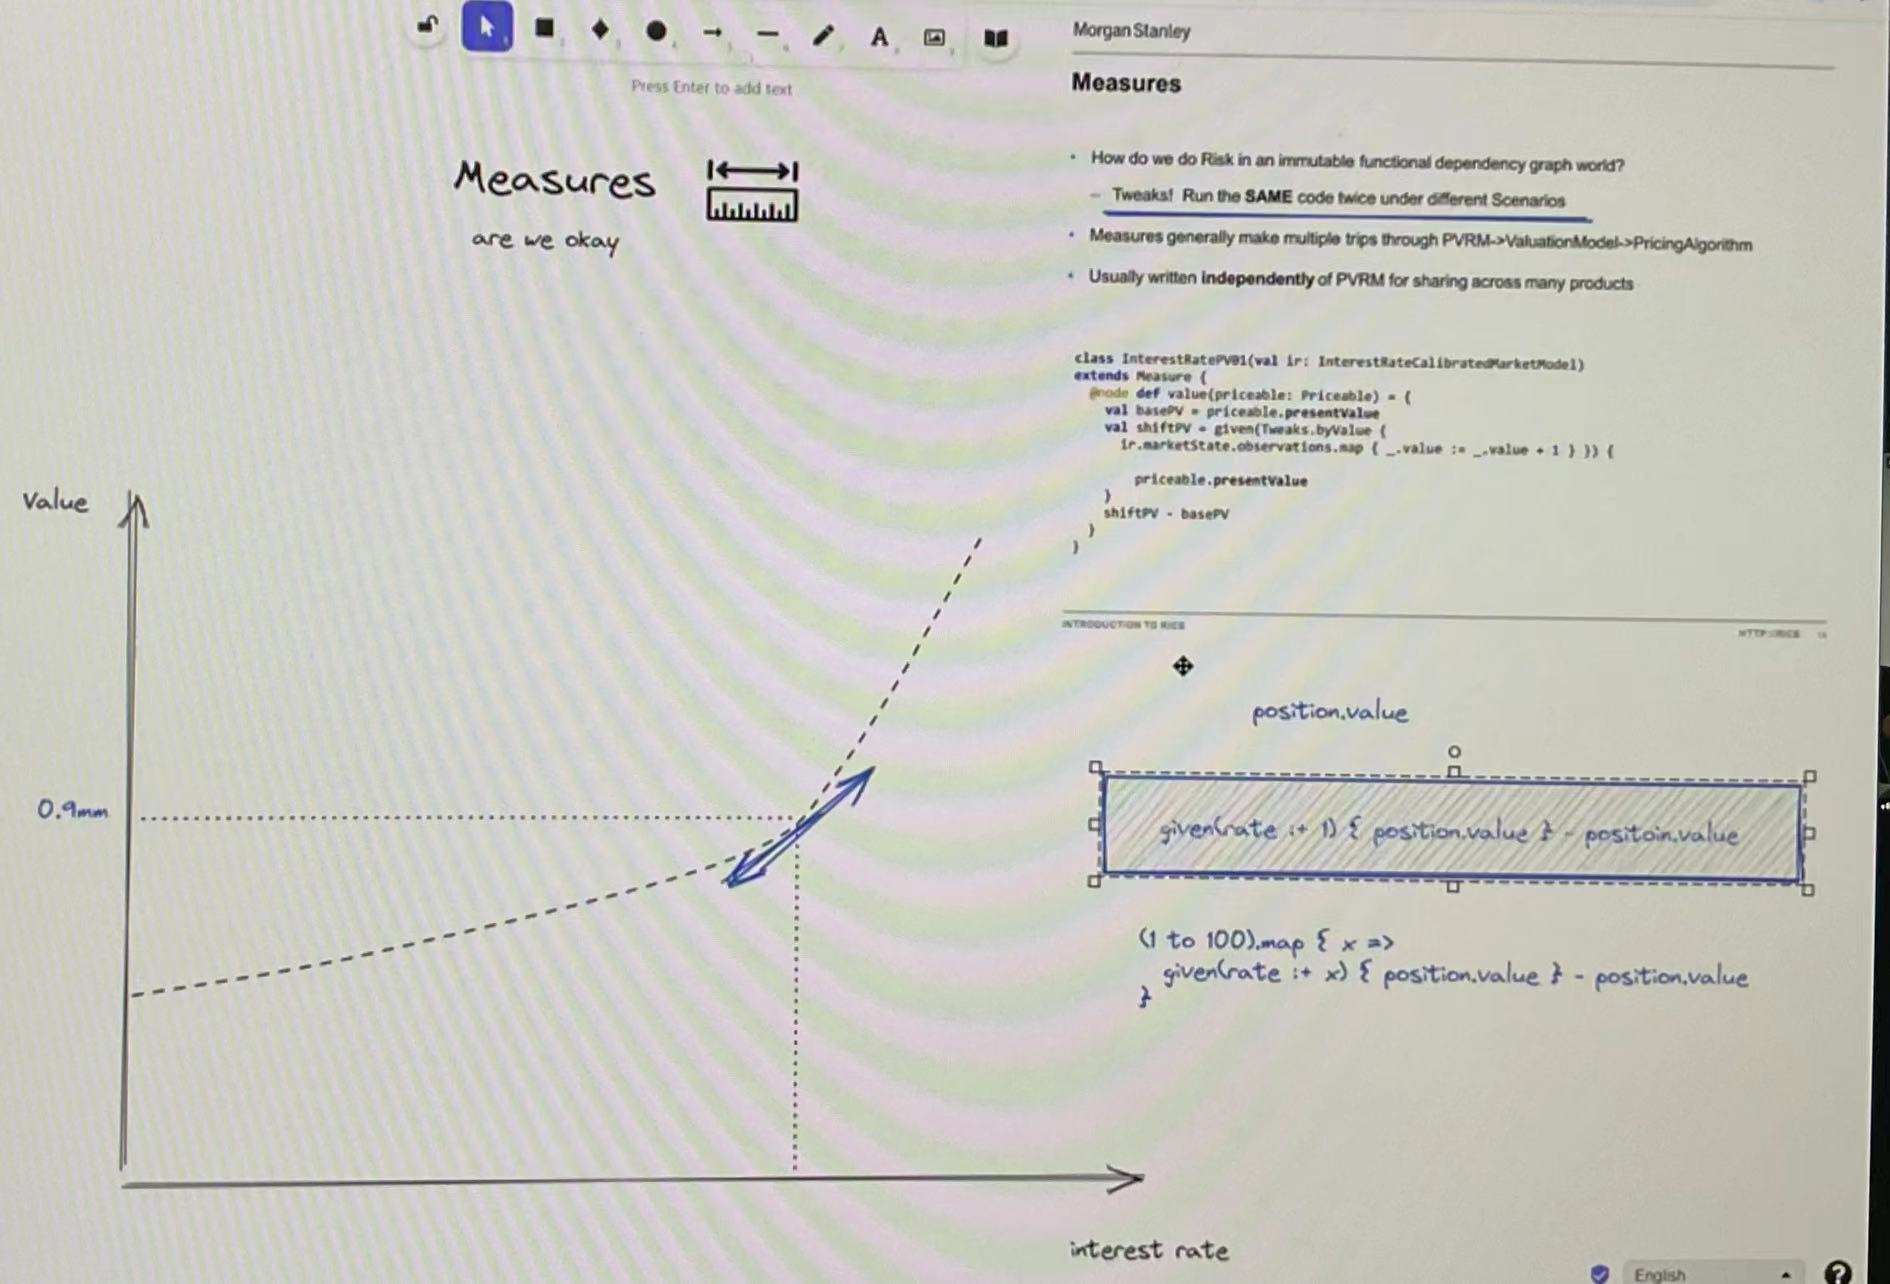 Press Enter to add text
Measures
are we okay
Value
0.9mm
interest rate
Morgan Stanley
Measures
• How do we do Risk in an immutable functional dependency graph world?
– Tweaks! Run the SAME code twice under different Scenarios
• Measures generally make multiple trips through PVRM->ValuationModel->PricingAlgorithm
• Usually written independently of PVRM for sharing across many products
class InterestRatePV01(val ir: InterestRateCalibratedMarketModel)
extends Measure {
@node def value(priceable: Priceable) = {
val basePV = priceable.presentValue
val shiftPV = given(Tweaks.byValue {
ir.marketState.observations.map { _.value := _.value + 1 } }) {
priceable.presentValue
}
shiftPV - basePV
}
}
INTRODUCTION TO RICE
HTTP://RICE
position.value
given(rate :+ 1) { position.value } - positoin.value
(1 to 100).map { x =>
given(rate :+ x) { position.value } - position.value
}
English